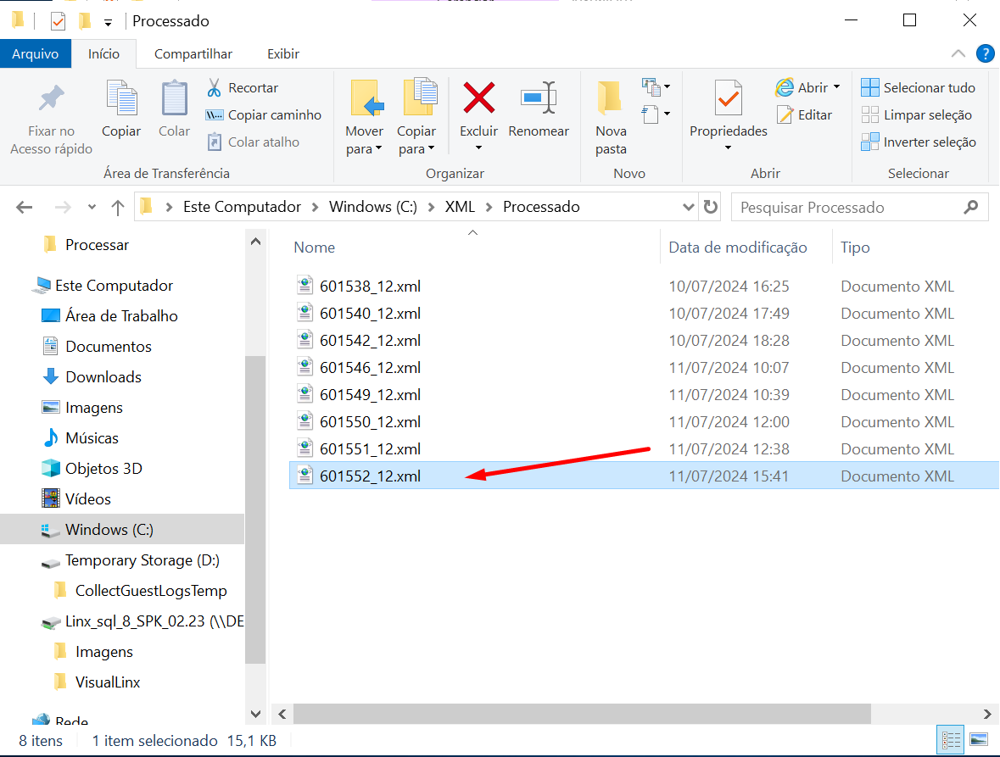 Processado
Arquivo Início Compartilhar Exibir
Fixar no
Acesso rápido
Copiar
Colar
Recortar
Copiar caminho
Colar atalho
Área de Transferência
Mover
para
Copiar
para
Excluir
Renomear
Organizar
Nova
pasta
Novo
Propriedades
Abrir
Editar
Abrir
Selecionar tudo
Limpar seleção
Inverter seleção
Selecionar
Este Computador > Windows (C:) > XML > Processado
Pesquisar Processado
Processar
Este Computador
Área de Trabalho
Documentos
Downloads
Imagens
Músicas
Objetos 3D
Vídeos
Windows (C:)
Temporary Storage (D:)
CollectGuestLogsTemp
Linx_sql_8_SPK_02.23 (\\DE
Imagens
VisualLinx
Rede
Nome Data de modificação Tipo
601538_12.xml 10/07/2024 16:25 Documento XML
601540_12.xml 10/07/2024 17:49 Documento XML
601542_12.xml 10/07/2024 18:28 Documento XML
601546_12.xml 11/07/2024 10:07 Documento XML
601549_12.xml 11/07/2024 10:39 Documento XML
601550_12.xml 11/07/2024 12:00 Documento XML
601551_12.xml 11/07/2024 12:38 Documento XML
601552_12.xml 11/07/2024 15:41 Documento XML
8 itens 1 item selecionado 15,1 KB